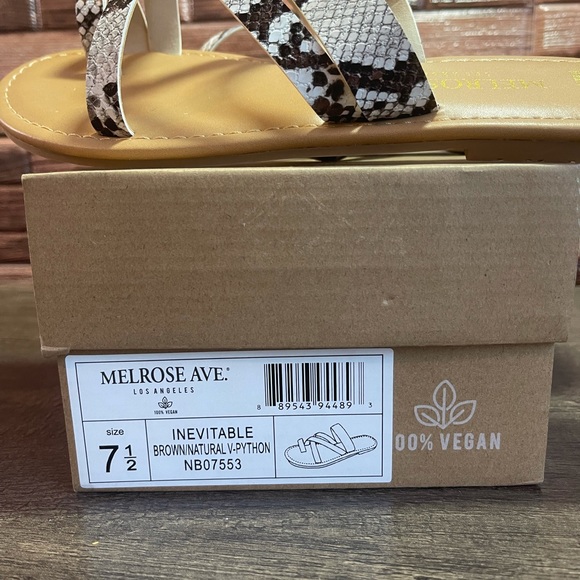 MELROSE AVE.®
LOS ANGELES
100% VEGAN
8 89543 94489 3
size
7 1/2
INEVITABLE
BROWN/NATURAL V-PYTHON
NB07553
100% VEGAN